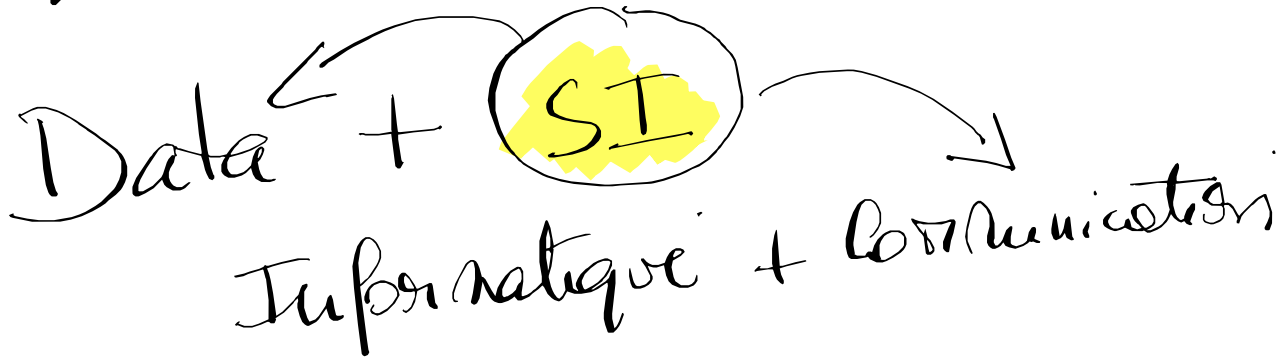 Data + SI
Informatique + Communication